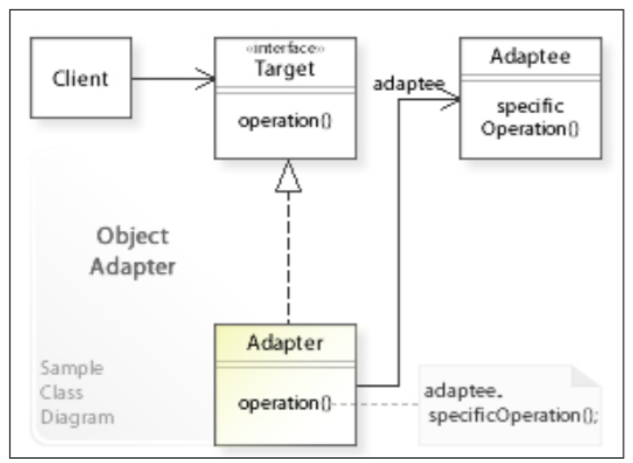 Client
«interface»
Target
operation()
adaptee
Adaptee
specific
Operation()
Object
Adapter
Adapter
operation()
Sample
Class
Diagram
adaptee.
specificOperation();